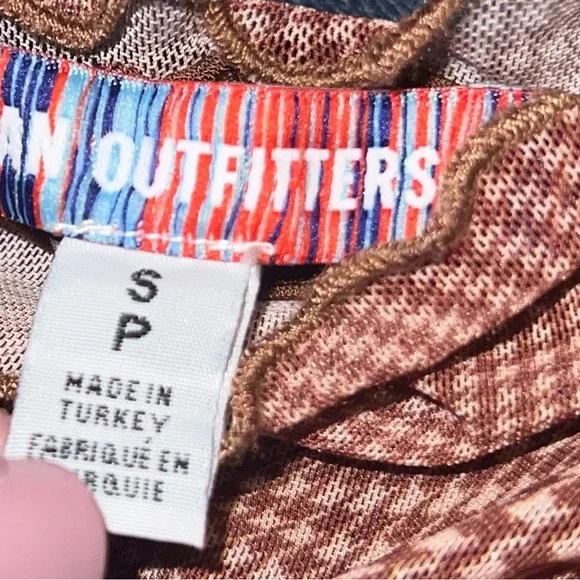 AN OUTFITTERS
S
P
MADE IN
TURKEY
FABRIQUÉ EN
RQUIE